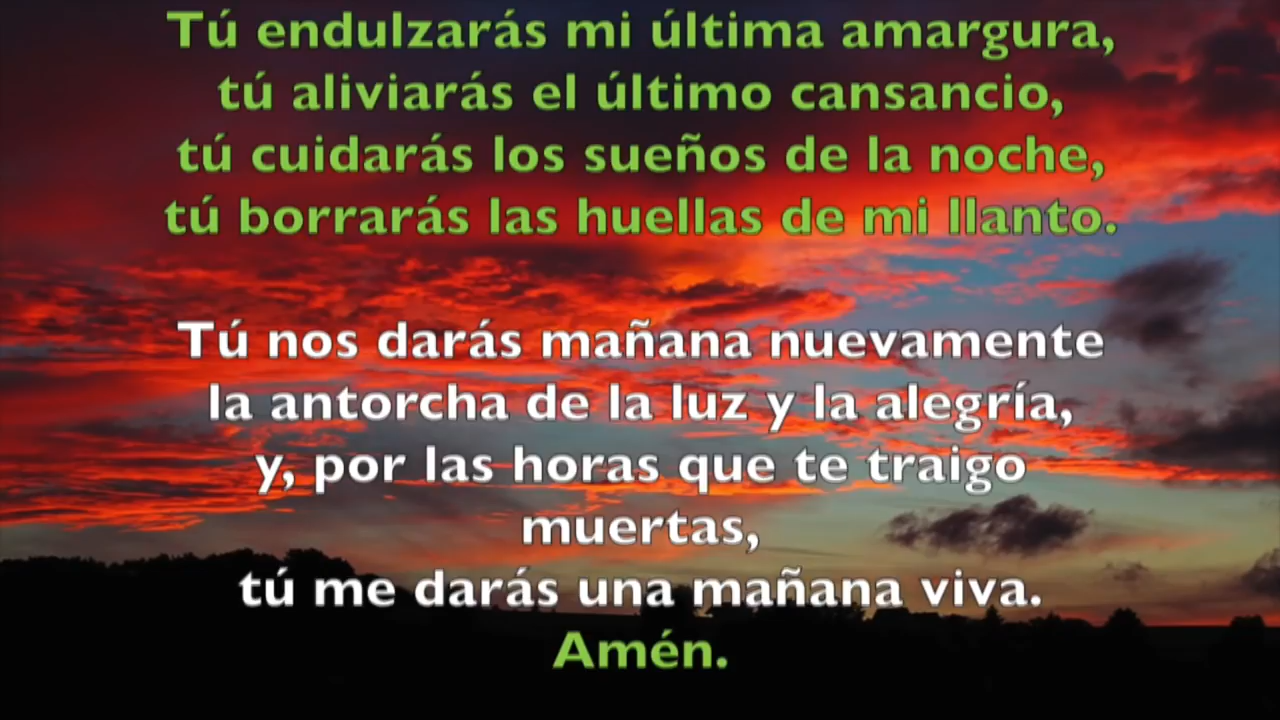 Tú endulzarás mi última amargura,
tú aliviarás el último cansancio,
tú cuidarás los sueños de la noche,
tú borrarás las huellas de mi llanto.
Tú nos darás mañana nuevamente
la antorcha de la luz y la alegría,
y, por las horas que te traigo
muertas,
tú me darás una mañana viva.
Amén.